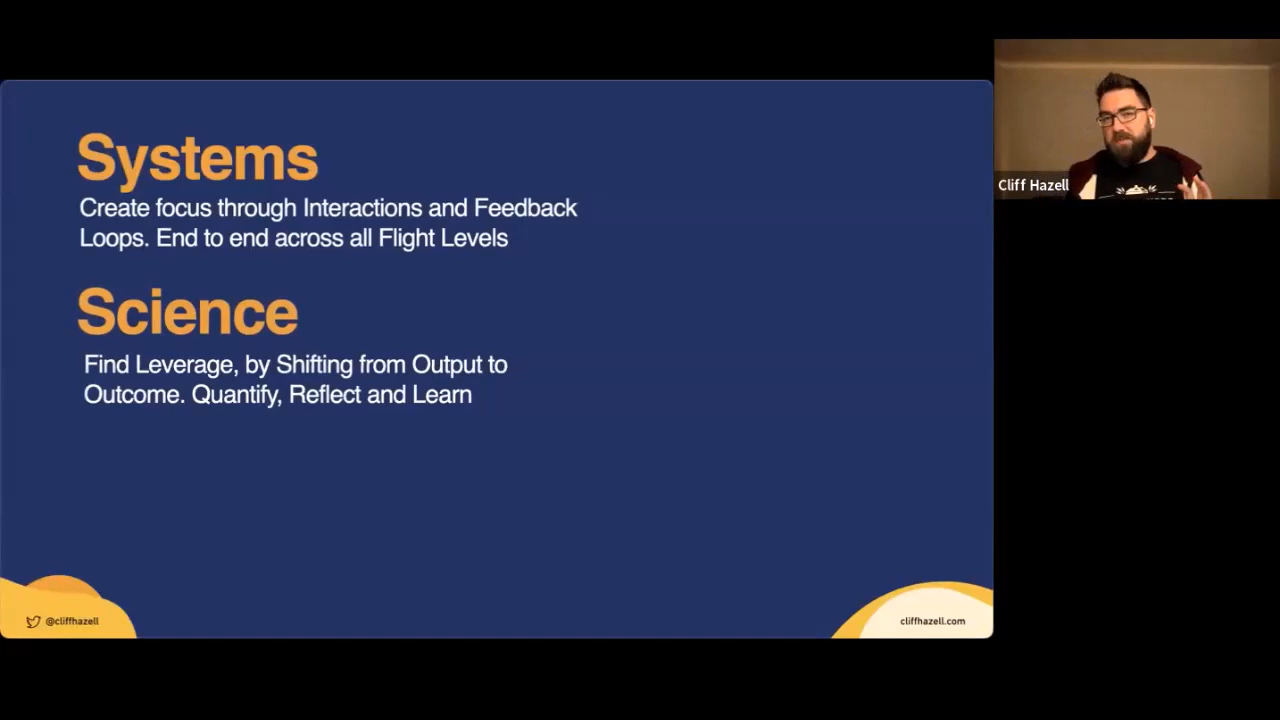 Systems
Create focus through Interactions and Feedback
Loops. End to end across all Flight Levels
Science
Find Leverage, by Shifting from Output to
Outcome. Quantify, Reflect and Learn
@cliffhazell
cliffhazell.com
Cliff Hazell